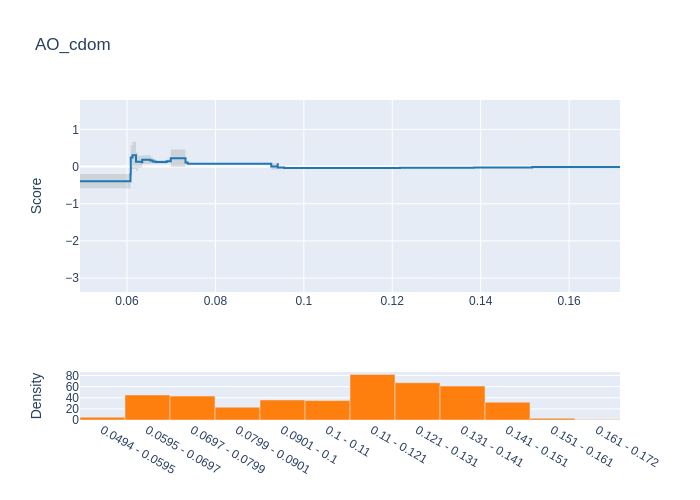 AO_cdom
Score
1
0
−1
−2
−3
0.06 0.08 0.1 0.12 0.14 0.16
Density
80
60
40
20
0
0.0494 - 0.0595
0.0595 - 0.0697
0.0697 - 0.0799
0.0799 - 0.0901
0.0901 - 0.1
0.1 - 0.11
0.11 - 0.121
0.121 - 0.131
0.131 - 0.141
0.141 - 0.151
0.151 - 0.161
0.161 - 0.172